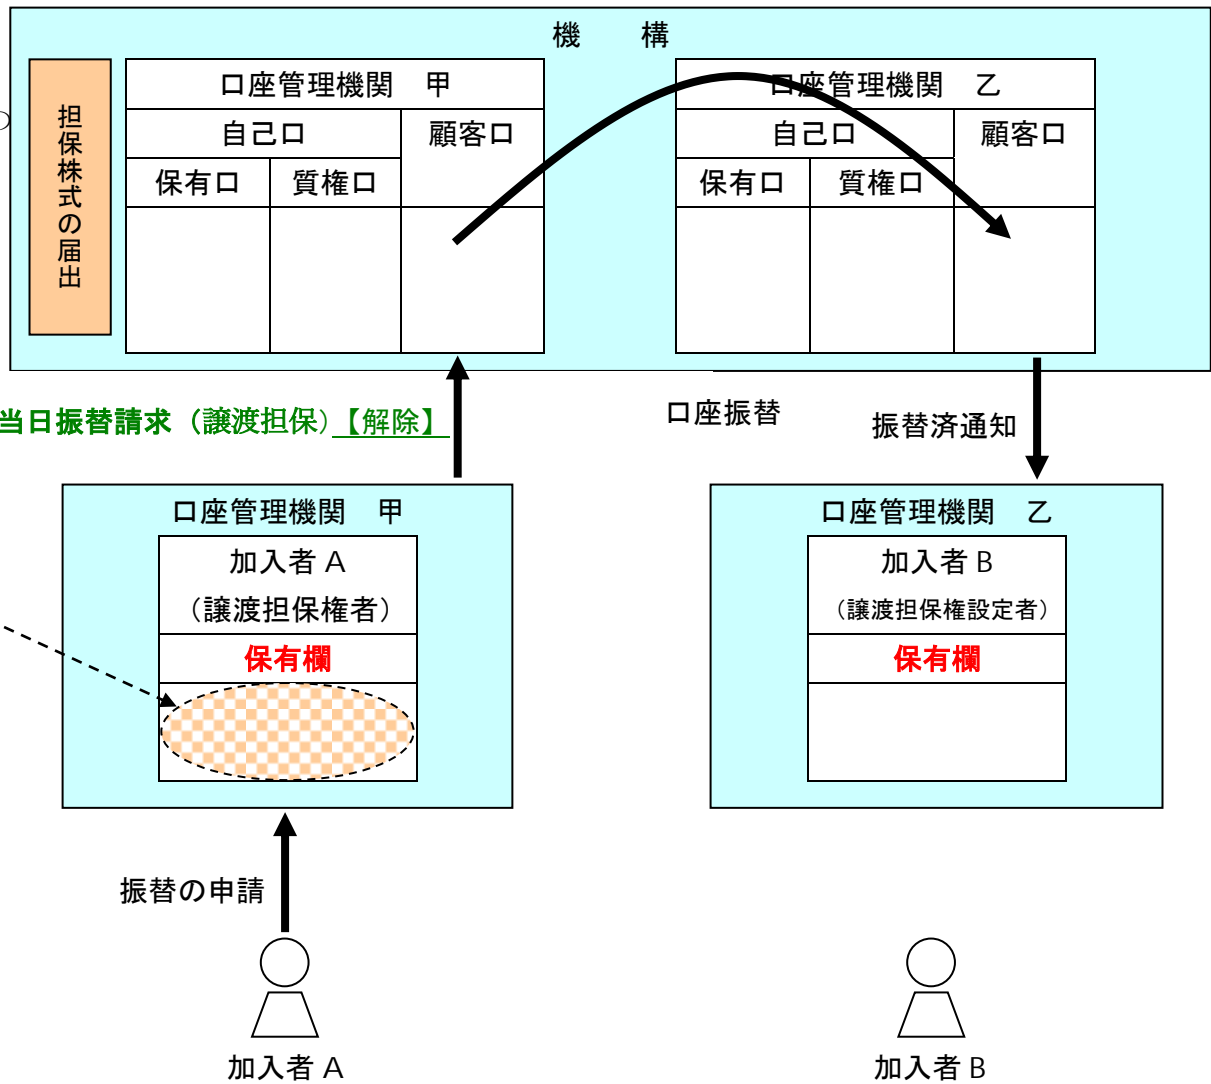 機　構
担保株式の届出
口座管理機関　甲
自己口
顧客口
保有口
質権口
口座管理機関　乙
自己口
顧客口
保有口
質権口
当日振替請求（譲渡担保）【解除】
口座振替
振替済通知
口座管理機関　甲
加入者 A
（譲渡担保権者）
保有欄
口座管理機関　乙
加入者 B
（譲渡担保権設定者）
保有欄
振替の申請
加入者 A
加入者 B